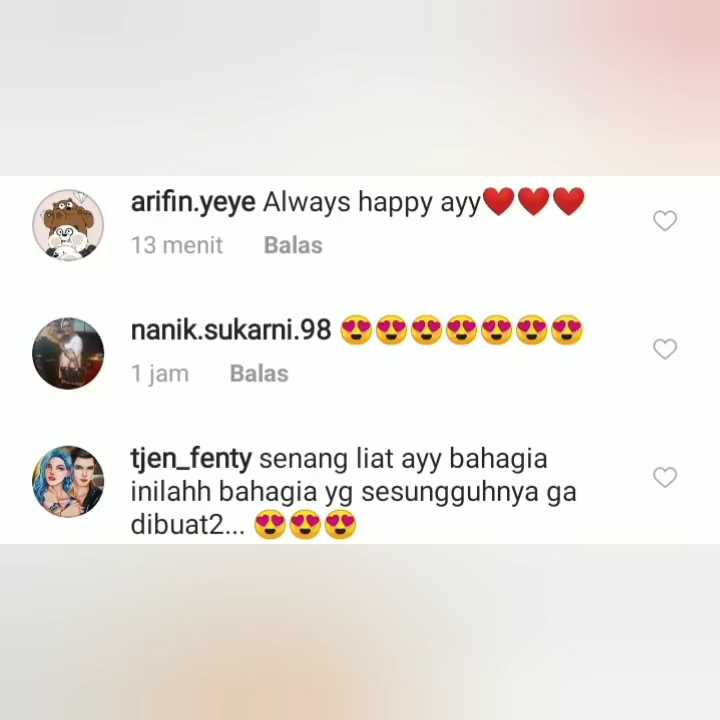 arifin.yeye Always happy ayy❤️❤️❤️
13 menit Balas
nanik.sukarni.98 😍😍😍😍😍😍😍
1 jam Balas
tjen_fenty senang liat ayy bahagia
inilahh bahagia yg sesungguhnya ga
dibuat2... 😍😍😍